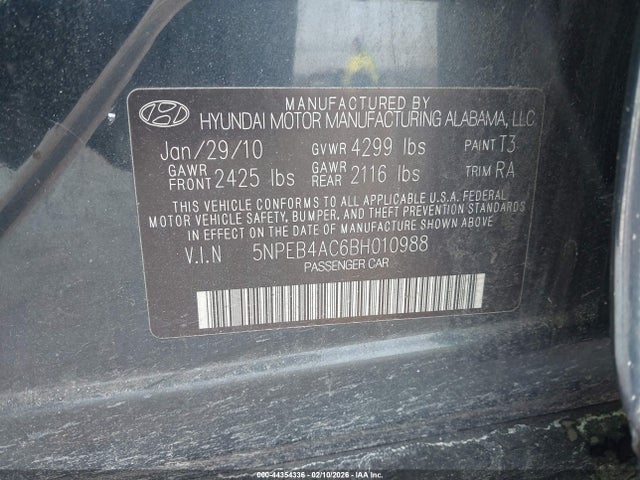 MANUFACTURED BY
HYUNDAI MOTOR MANUFACTURING ALABAMA, LLC.
Jan/29/10 GVWR 4299 lbs PAINT T3
GAWR FRONT 2425 lbs GAWR REAR 2116 lbs TRIM RA
THIS VEHICLE CONFORMS TO ALL APPLICABLE U.S.A. FEDERAL
MOTOR VEHICLE SAFETY, BUMPER, AND THEFT PREVENTION STANDARDS
IN EFFECT ON THE DATE OF MANUFACTURE SHOWN ABOVE.
V.I.N 5NPEB4AC6BH010988
PASSENGER CAR
000-44354336 - 02/10/2026 - © IAA Inc.